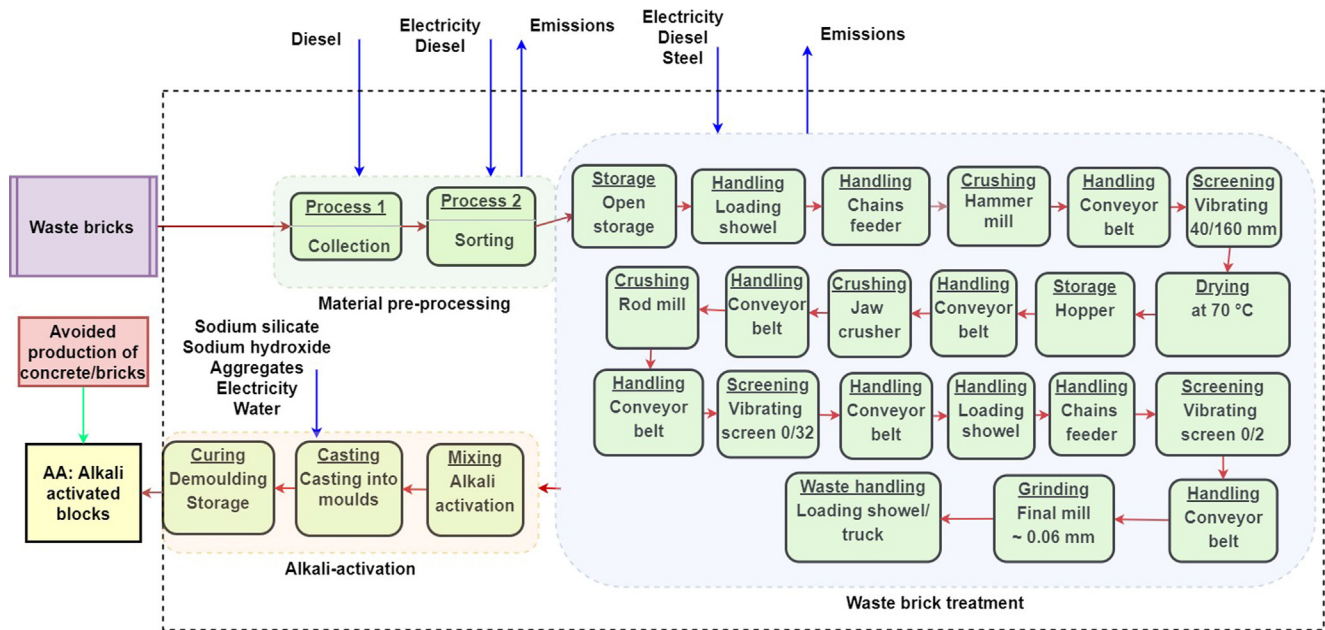 Diesel
Electricity
Diesel
Emissions
Electricity
Diesel
Steel
Emissions
Waste bricks
Process 1
Collection
Process 2
Sorting
Material pre-processing
Storage
Open
storage
Handling
Loading
showel
Handling
Chains
feeder
Crushing
Hammer
mill
Handling
Conveyor
belt
Screening
Vibrating
40/160 mm
Drying
at 70 °C
Storage
Hopper
Handling
Conveyor
belt
Crushing
Jaw
crusher
Handling
Conveyor
belt
Crushing
Rod mill
Handling
Conveyor
belt
Screening
Vibrating
screen 0/32
Handling
Conveyor
belt
Handling
Loading
showel
Handling
Chains
feeder
Screening
Vibrating
screen 0/2
Handling
Conveyor
belt
Grinding
Final mill
~ 0.06 mm
Waste handling
Loading showel/
truck
Waste brick treatment
Sodium silicate
Sodium hydroxide
Aggregates
Electricity
Water
Mixing
Alkali
activation
Casting
Casting into
moulds
Curing
Demoulding
Storage
Alkali-activation
Avoided
production of
concrete/bricks
AA: Alkali
activated
blocks